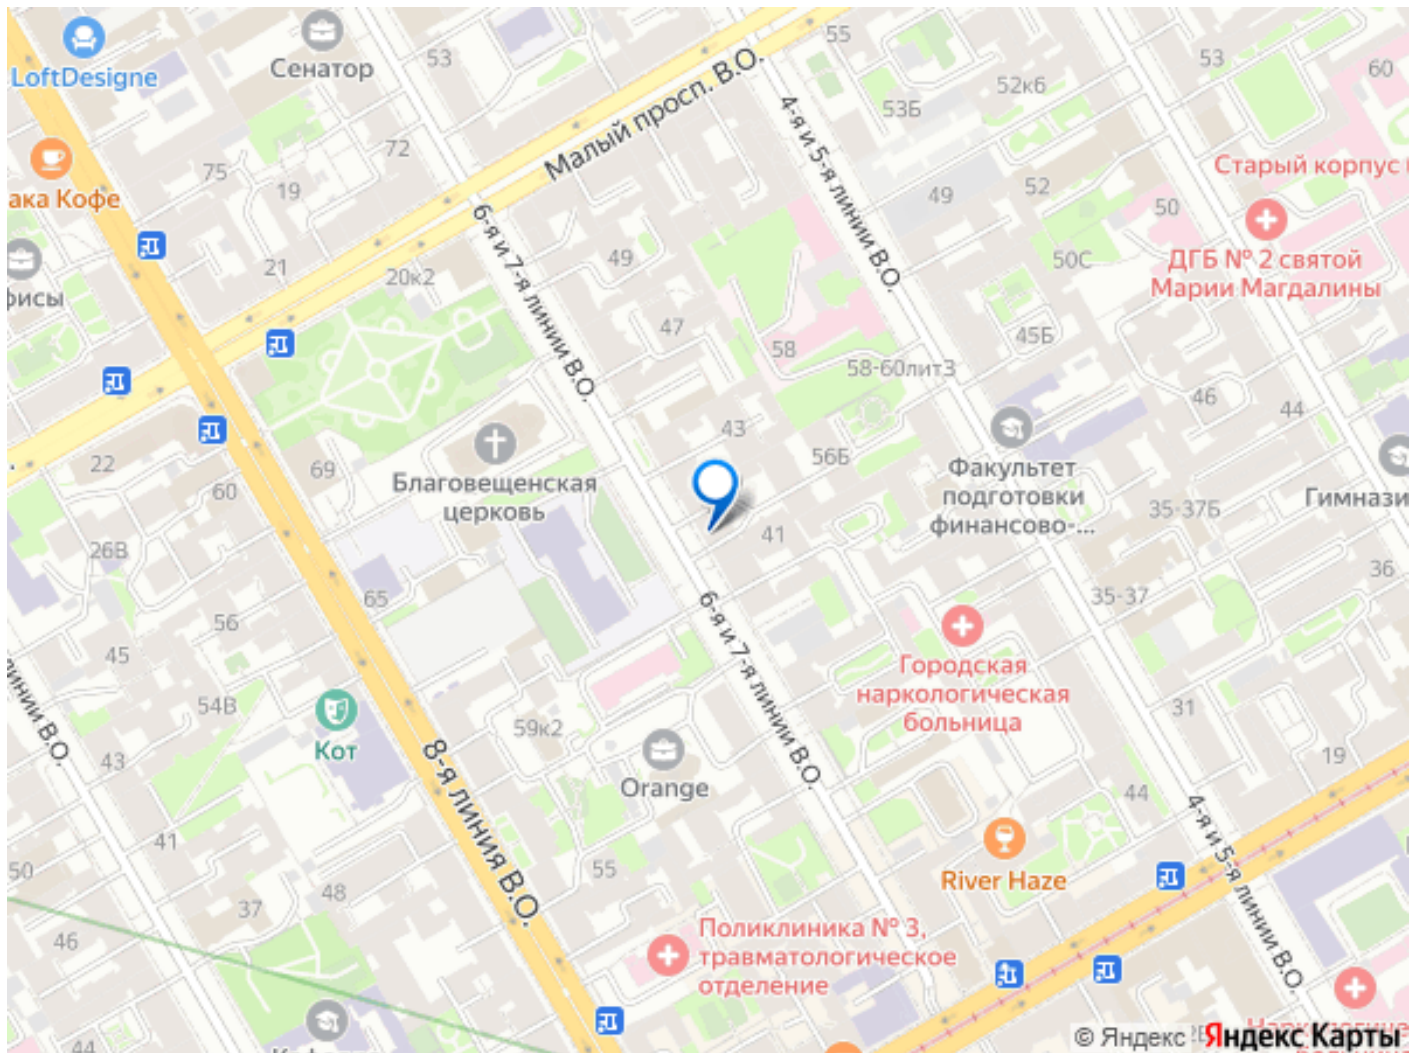 LoftDesigne
Сенатор
53
55
53
60
52к6
53Б
Малый просп. В.О.
4-я и 5-я линии В.О.
72
75
19
ака Кофе
Старый корпус
49
52
50
6-я и 7-я линии В.О.
21
20к2
49
50С
ДГБ № 2 святой
Марии Магдалины
фисы
47
58
45Б
58-60лит3
46
44
43
56Б
22
69
60
Благовещенская
церковь
Факультет
подготовки
финансово-...
35-37Б
Гимнази
41
26В
36
65
56
35-37
6-я и 7-я линии В.О.
45
54В
Городская
наркологическая
больница
31
линии В.О.
59к2
Кот
43
8-я линия В.О.
Orange
19
44
4-я и 5-я линии В.О.
41
50
55
48
37
46
River Haze
Поликлиника № 3,
травматологическое
отделение
44
© Яндекс
Яндекс Карты